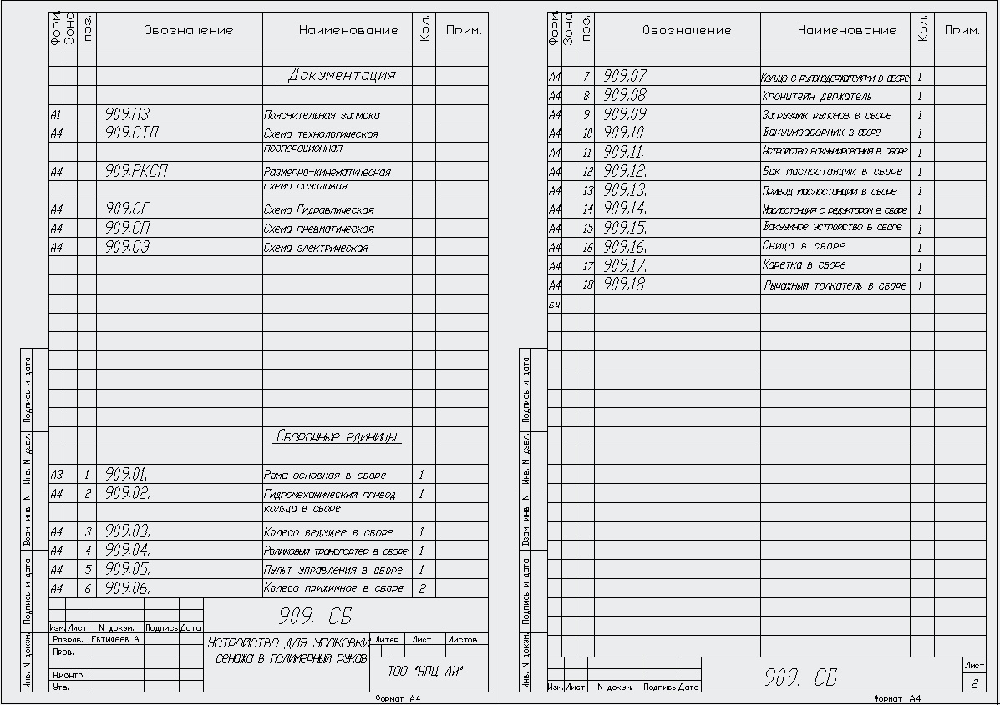 Форм. Зона поз. Обозначение Наименование Кол. Прим.
Документация
А1 909.ПЗ Пояснительная записка
А4 909.СТП Схема технологическая
пооперационная
А4 909.РКСП Размерно-кинематическая
схема поузловая
А4 909.СГ Схема Гидравлическая
А4 909.СП Схема пневматическая
А4 909.СЭ Схема электрическая
Сборочные единицы
А3 1 909.01. Рама основная в сборе 1
А4 2 909.02. Гидромеханический привод 1
кольца в сборе
А4 3 909.03. Колесо ведущее в сборе 1
А4 4 909.04. Роликовый транспортер в сборе 1
А4 5 909.05. Пульт управления в сборе 1
А4 6 909.06. Колесо прижимное в сборе 2
Подпись и дата
Инв. N дубл.
Взам. инв. N
Подпись и дата
Инв. N докум.
909. СБ
Изм. Лист N докум. Подпись Дата
Разраб. Евтифеев А.
Пров.
Н.контр.
Утв.
Устройство для упаковки
сенажа в полимерный рукав
Литер Лист Листов
ТОО "НПЦ АИ"
Формат А4
Форм. Зона поз. Обозначение Наименование Кол. Прим.
А4 7 909.07. Кольцо с рулонодержателями в сборе 1
А4 8 909.08. Кронштейн держатель 1
А4 9 909.09. Загрузчик рулонов в сборе 1
А4 10 909.10 Вакуумзаборник в сборе 1
А4 11 909.11. Устройство вакуумирования в сборе 1
А4 12 909.12. Бак маслостанции в сборе 1
А4 13 909.13. Привод маслостанции в сборе 1
А4 14 909.14. Маслостанция с редуктором в сборе 1
А4 15 909.15. Вакуумное устройство в сборе 1
А4 16 909.16. Сница в сборе 1
А4 17 909.17. Каретка в сборе 1
А4 18 909.18 Рычажный толкатель в сборе 1
БЧ
Подпись и дата
Инв. N дубл.
Взам. инв. N
Подпись и дата
Инв. N докум.
Изм. Лист N докум. Подпись Дата
909. СБ
Лист
2
Формат А4